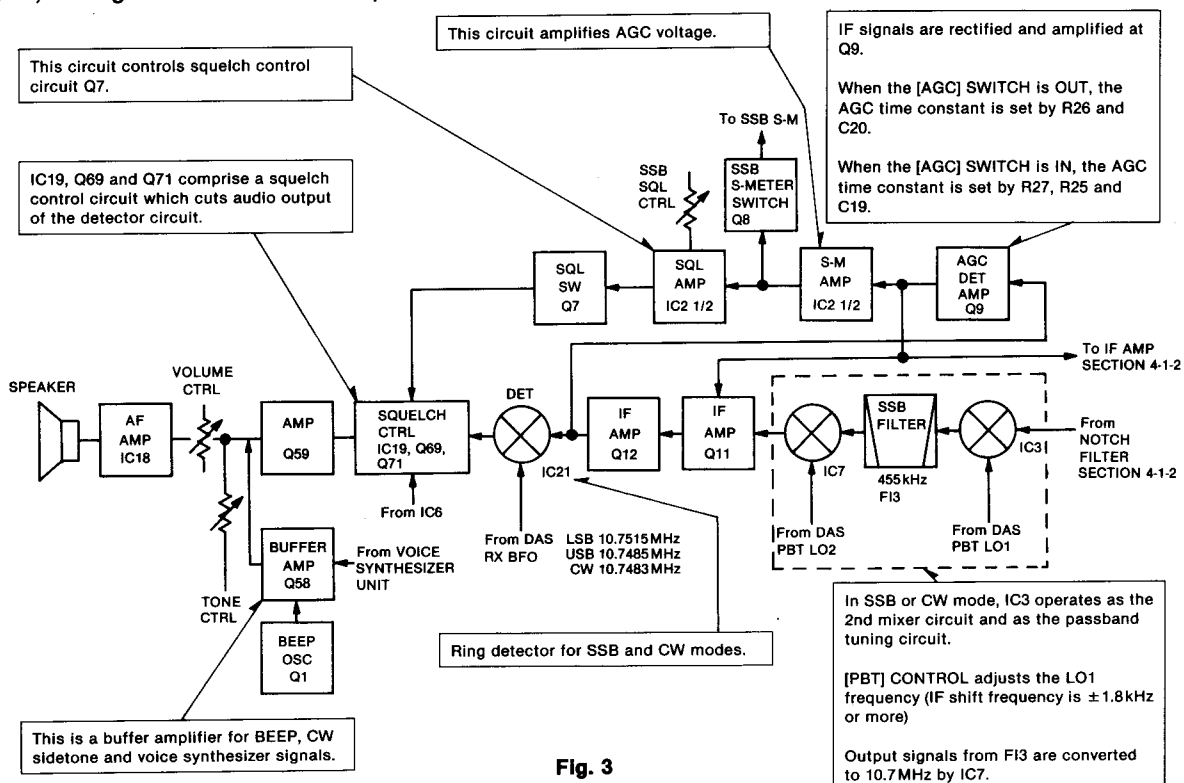 This circuit controls squelch control
circuit Q7.
This circuit amplifies AGC voltage.
IF signals are rectified and amplified at
Q9.
When the [AGC] SWITCH is OUT, the
AGC time constant is set by R26 and
C20.
When the [AGC] SWITCH is IN, the AGC
time constant is set by R27, R25 and
C19.
IC19, Q69 and Q71 comprise a squelch
control circuit which cuts audio output
of the detector circuit.
To SSB S-M
SSB
SQL
CTRL
SSB
S-METER
SWITCH
Q8
SQL
SW
Q7
SQL
AMP
IC2 1/2
S-M
AMP
IC2 1/2
AGC
DET
AMP
Q9
To IF AMP
SECTION 4-1-2
SPEAKER
VOLUME
CTRL
AF
AMP
IC18
AMP
Q59
SQUELCH
CTRL
IC19, Q69,
Q71
DET
IC21
IF
AMP
Q12
IF
AMP
Q11
IC7
SSB
FILTER
455kHz
FI3
IC3
From
NOTCH
FILTER
SECTION 4-1-2
From IC6
From DAS
RX BFO
LSB 10.7515MHz
USB 10.7485MHz
CW 10.7483MHz
From DAS
PBT LO2
From DAS
PBT LO1
TONE
CTRL
BUFFER
AMP
Q58
From VOICE
SYNTHESIZER
UNIT
BEEP
OSC
Q1
Ring detector for SSB and CW modes.
This is a buffer amplifier for BEEP, CW
sidetone and voice synthesizer signals.
In SSB or CW mode, IC3 operates as the
2nd mixer circuit and as the passband
tuning circuit.
[PBT] CONTROL adjusts the LO1
frequency (IF shift frequency is ±1.8kHz
or more)
Output signals from FI3 are converted
to 10.7MHz by IC7.
Fig. 3